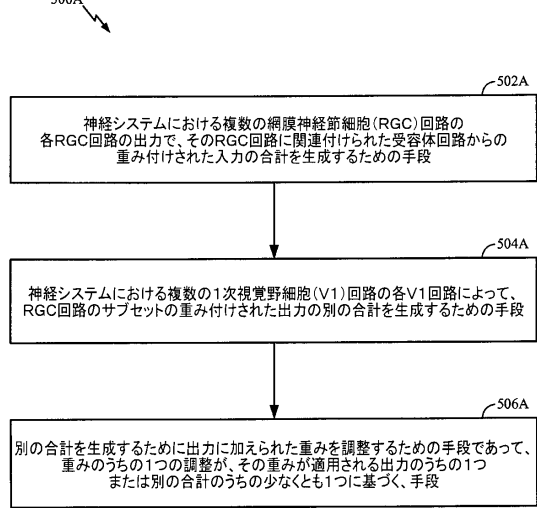 500A
502A
神経システムにおける複数の網膜神経節細胞(RGC)回路の
各RGC回路の出力で、そのRGC回路に関連付けられた受容体回路からの
重み付けされた入力の合計を生成するための手段
504A
神経システムにおける複数の1次視覚野細胞(V1)回路の各V1回路によって、
RGC回路のサブセットの重み付けされた出力の別の合計を生成するための手段
506A
別の合計を生成するために出力に加えられた重みを調整するための手段であって、
重みのうちの1つの調整が、その重みが適用される出力のうちの1つ
または別の合計のうちの少なくとも1つに基づく、手段